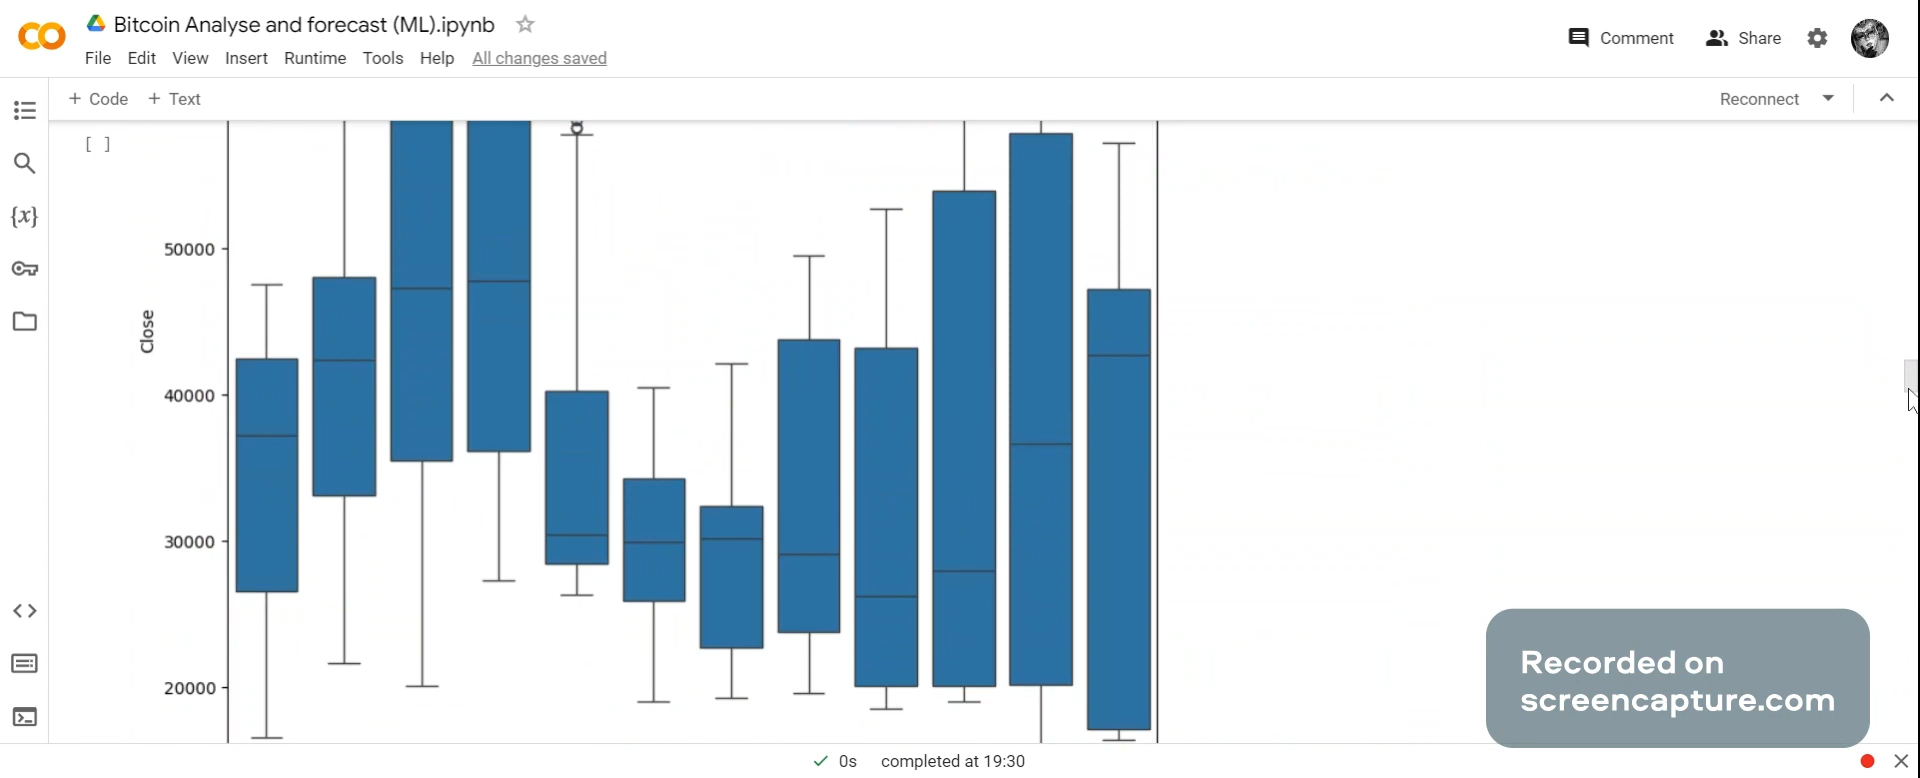 Bitcoin Analyse and forecast (ML).ipynb
File Edit View Insert Runtime Tools Help All changes saved
Comment Share
+ Code + Text
Reconnect
[ ]
{x}
50000
Close
40000
30000
20000
Recorded on
screencapture.com
0s completed at 19:30